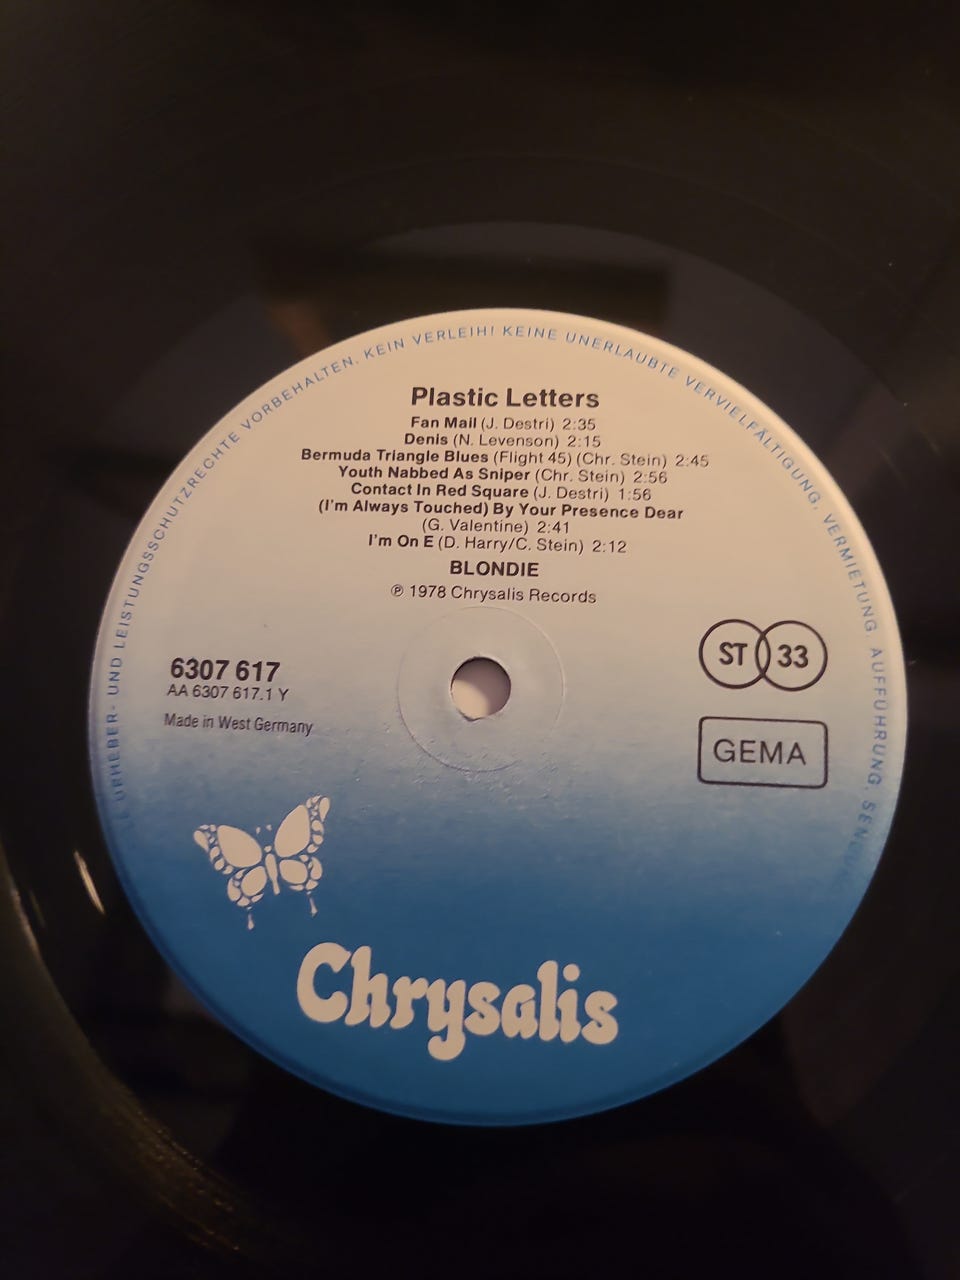 URHEBER- UND LEISTUNGSSCHUTZRECHTE VORBEHALTEN. KEIN VERLEIH! KEINE UNERLAUBTE VERVIELFÄLTIGUNG, VERMIETUNG, AUFFÜHRUNG,
Plastic Letters
Fan Mail (J. Destri) 2:35
Denis (N. Levenson) 2:15
Bermuda Triangle Blues (Flight 45) (Chr. Stein) 2:45
Youth Nabbed As Sniper (Chr. Stein) 2:56
Contact In Red Square (J. Destri) 1:56
(I'm Always Touched) By Your Presence Dear
(G. Valentine) 2:41
I'm On E (D. Harry/C. Stein) 2:12
BLONDIE
℗ 1978 Chrysalis Records
6307 617
AA 6307 617.1 Y
Made in West Germany
ST 33
GEMA
Chrysalis